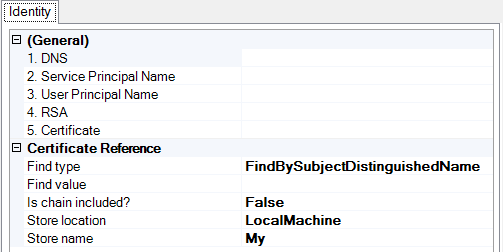 Identity
(General)
1. DNS
2. Service Principal Name
3. User Principal Name
4. RSA
5. Certificate
Certificate Reference
Find type FindBySubjectDistinguishedName
Find value
Is chain included? False
Store location LocalMachine
Store name My